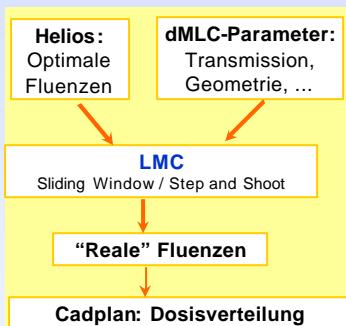 Helios:
Optimale
Fluenzen
dMLC-Parameter:
Transmission,
Geometrie, ...
LMC
Sliding Window / Step and Shoot
“Reale” Fluenzen
Cadplan: Dosisverteilung